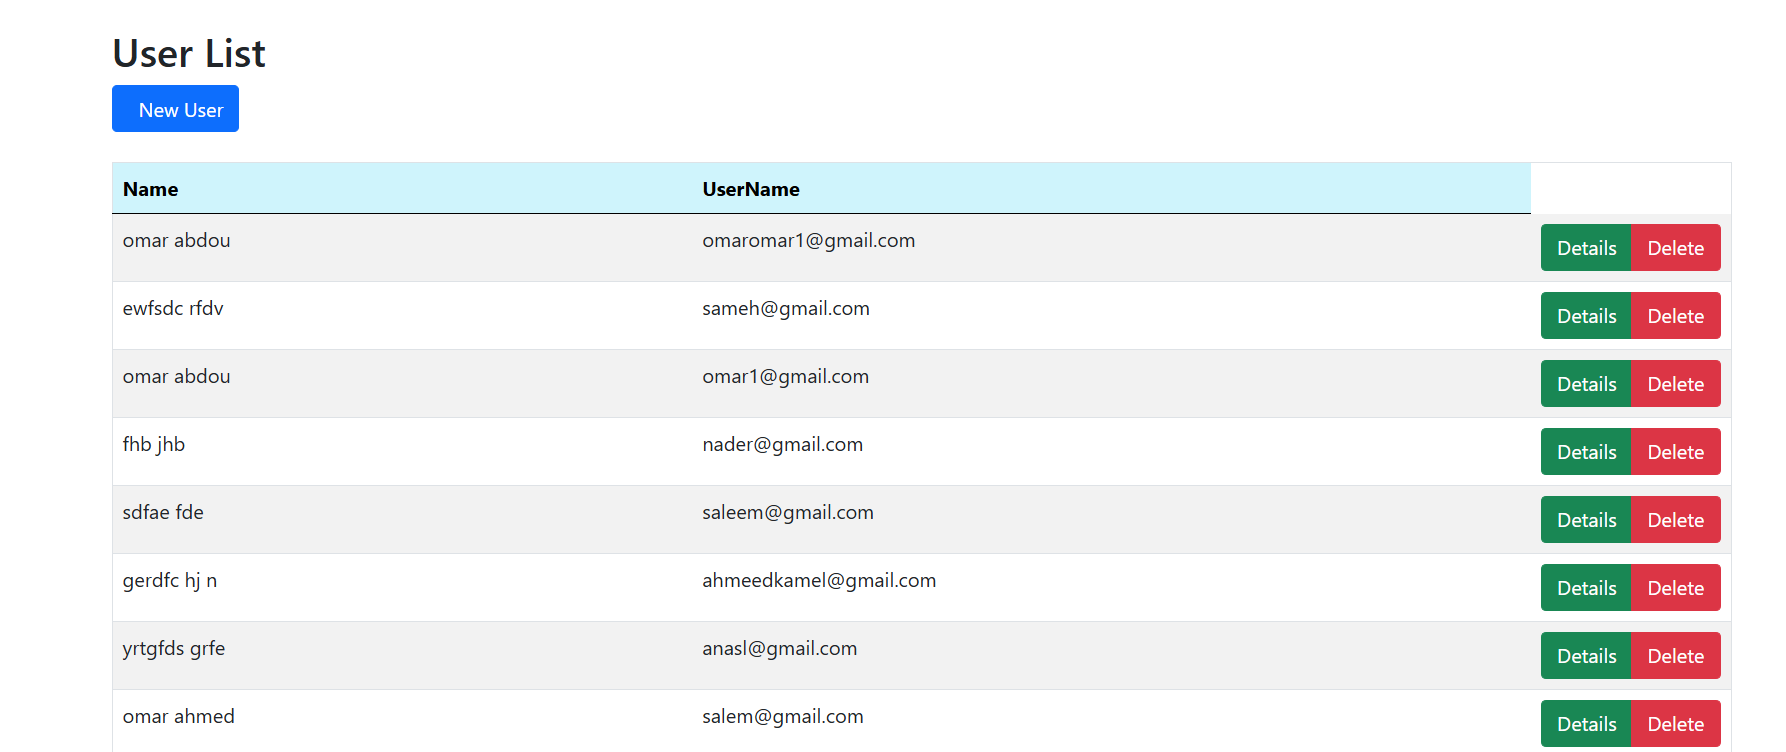 User List
New User
Name UserName
omar abdou omaromar1@gmail.com Details Delete
ewfsdc rfdv sameh@gmail.com Details Delete
omar abdou omar1@gmail.com Details Delete
fhb jhb nader@gmail.com Details Delete
sdfae fde saleem@gmail.com Details Delete
gerdfc hj n ahmeedkamel@gmail.com Details Delete
yrtgfds grfe anasl@gmail.com Details Delete
omar ahmed salem@gmail.com Details Delete